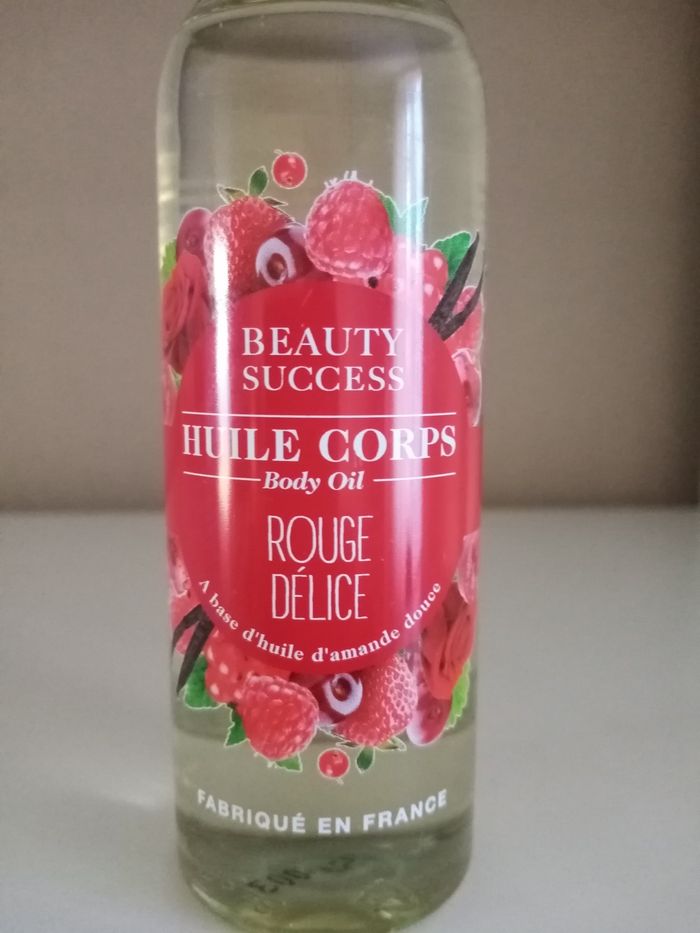 BEAUTY
SUCCESS
HUILE CORPS
Body Oil
ROUGE
DÉLICE
A base d'huile d'amande douce
FABRIQUÉ EN FRANCE